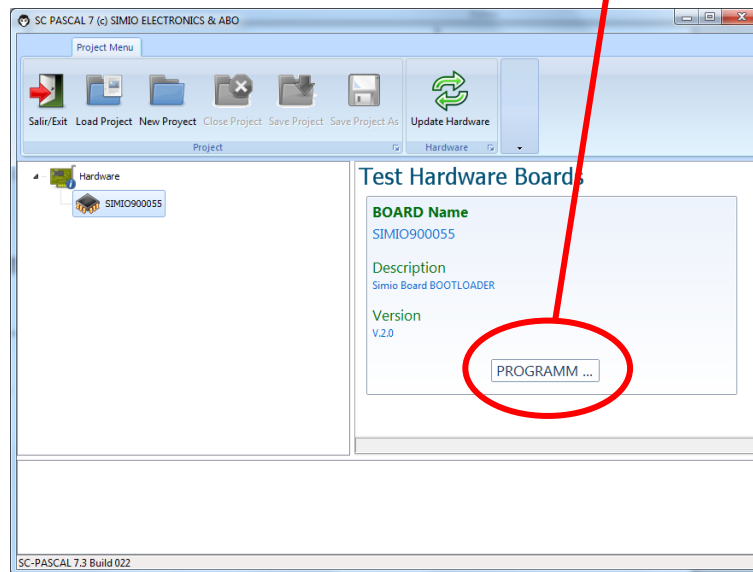 SC PASCAL 7 (c) SIMIO ELECTRONICS & ABO
Project Menu
Salir/Exit Load Project New Proyect Close Project Save Project Save Project As Update Hardware
Project Hardware
Hardware
SIMIO900055
Test Hardware Boards
BOARD Name
SIMIO900055
Description
Simio Board BOOTLOADER
Version
V.2.0
PROGRAMM ...
SC-PASCAL 7.3 Build 022